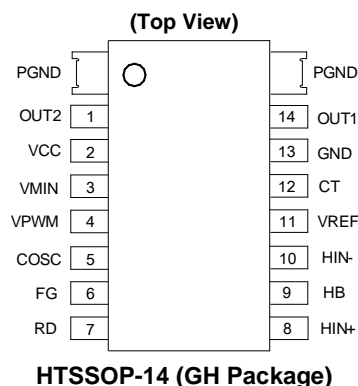 (Top View)
PGND PGND
OUT2 1 14 OUT1
VCC 2 13 GND
VMIN 3 12 CT
VPWM 4 11 VREF
COSC 5 10 HIN-
FG 6 9 HB
RD 7 8 HIN+
HTSSOP-14 (GH Package)